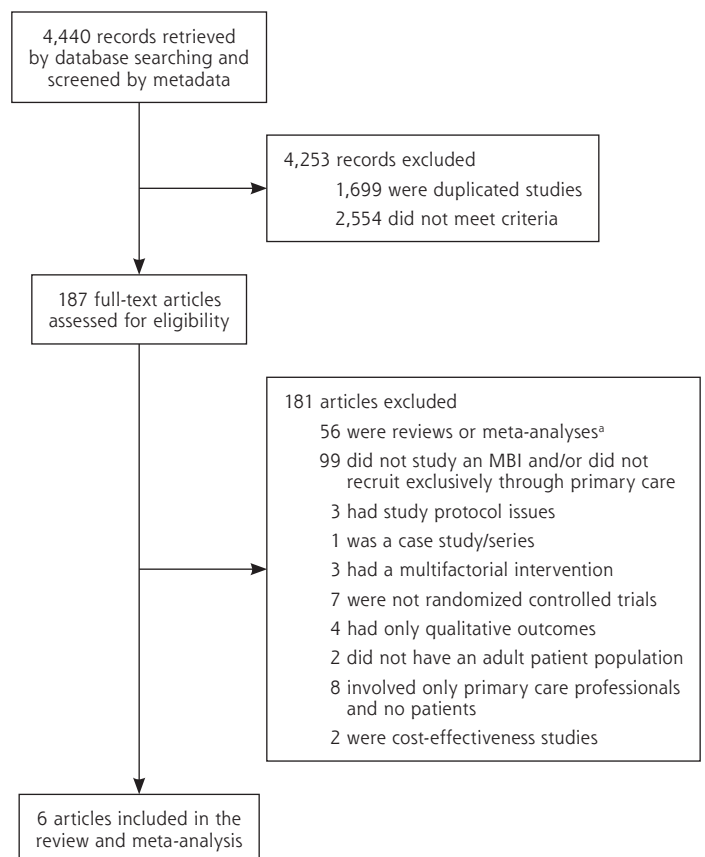 4,440 records retrieved
by database searching and
screened by metadata
4,253 records excluded
1,699 were duplicated studies
2,554 did not meet criteria
187 full-text articles
assessed for eligibility
181 articles excluded
56 were reviews or meta-analysesᵃ
99 did not study an MBI and/or did not
recruit exclusively through primary care
3 had study protocol issues
1 was a case study/series
3 had a multifactorial intervention
7 were not randomized controlled trials
4 had only qualitative outcomes
2 did not have an adult patient population
8 involved only primary care professionals
and no patients
2 were cost-effectiveness studies
6 articles included in the
review and meta-analysis